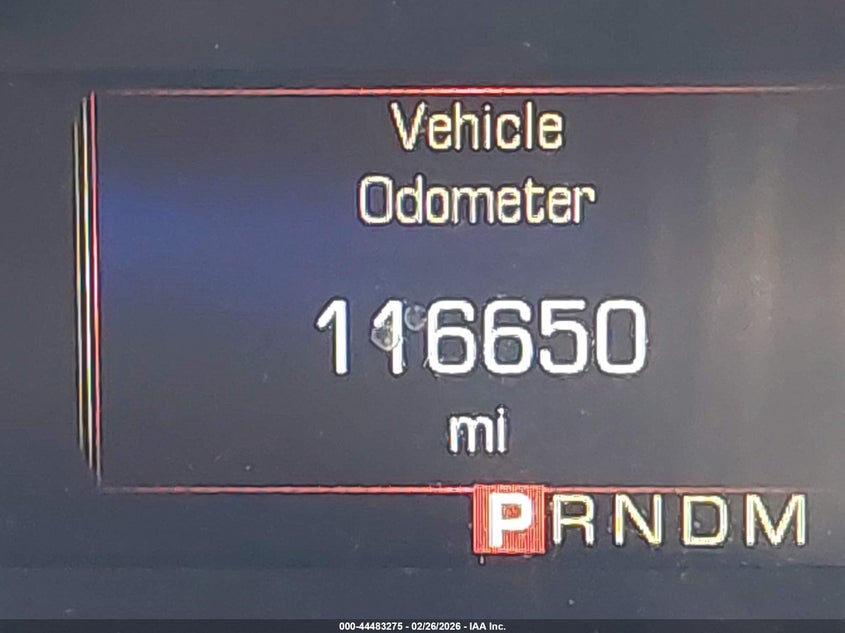 Vehicle
Odometer
116650
mi
PRNDM
000-44483275 - 02/26/2026 - IAA Inc.